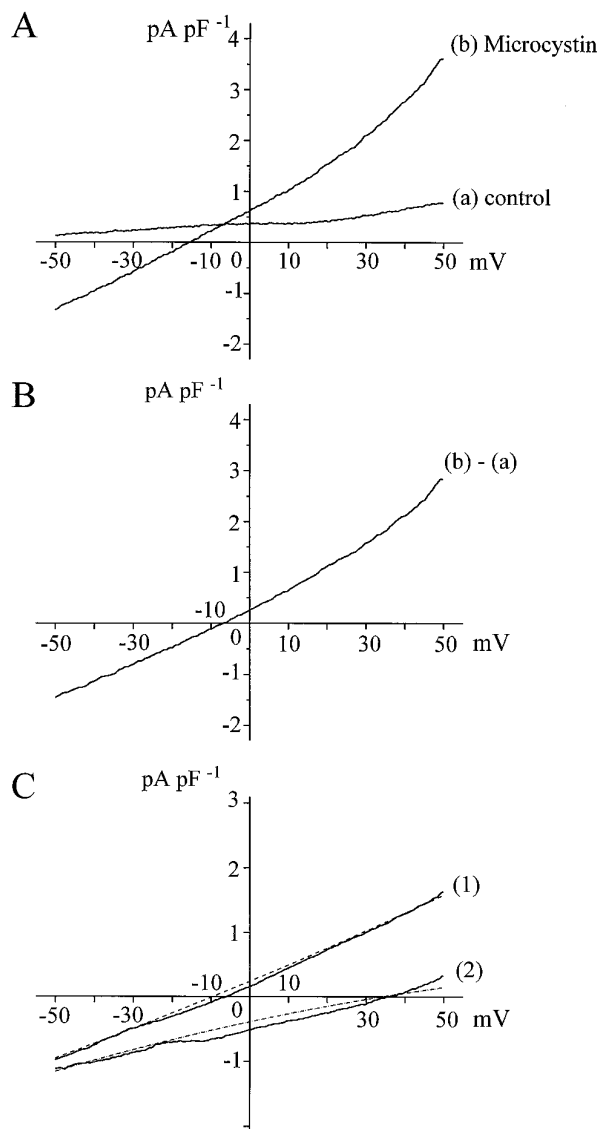 A
pA pF -1
4
(b) Microcystin
3
2
1
(a) control
-50 -30 -10 0 10 30 50 mV
-1
-2
B
pA pF -1
4
3
(b) - (a)
2
1
-10
-50 -30 0 10 30 50 mV
-1
-2
C
pA pF -1
3
2
(1)
1
(2)
-10 10
-50 -30 0 30 50 mV
-1